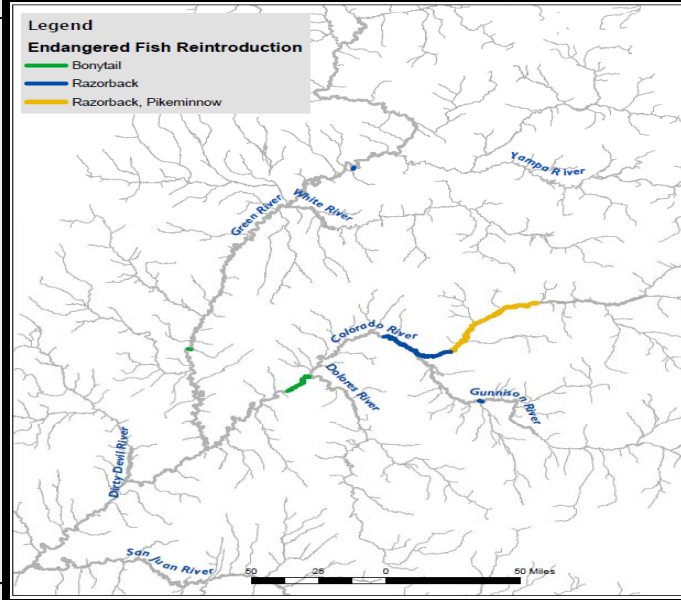 Legend
Endangered Fish Reintroduction
Bonytail
Razorback
Razorback, Pikeminnow
Yampa River
White River
Green River
Colorado River
Dolores River
Gunnison River
Dirty Devil River
San Juan River
50 25 0 50 Miles